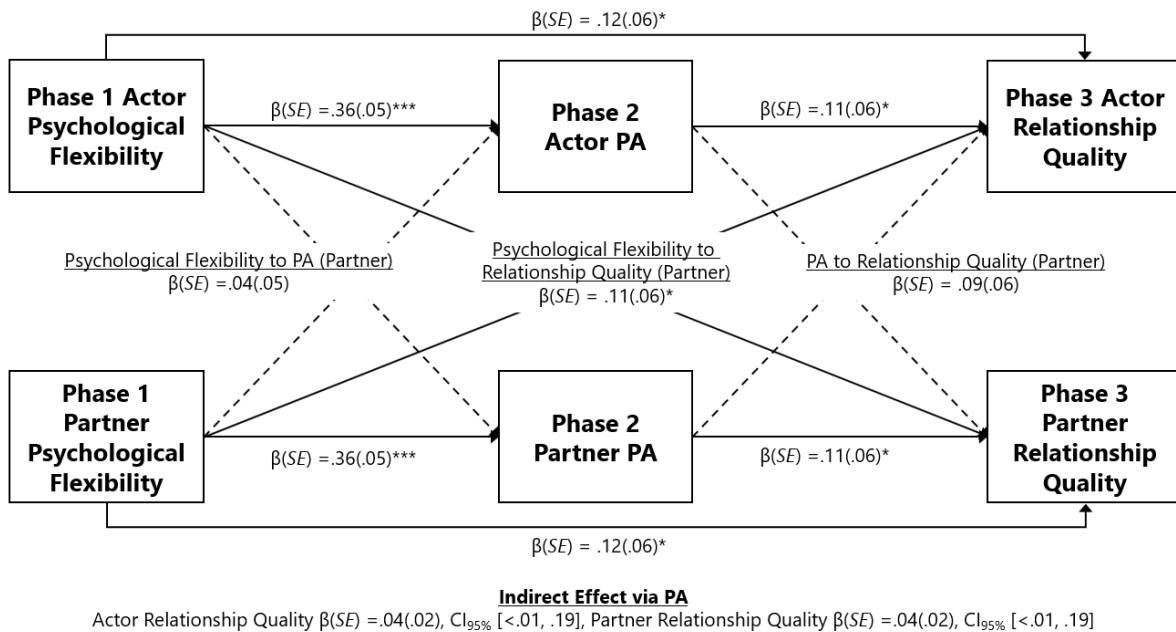 β(SE) = .12(.06)*
Phase 1 Actor
Psychological
Flexibility
β(SE) =.36(.05)***
Phase 2
Actor PA
β(SE) =.11(.06)*
Phase 3 Actor
Relationship
Quality
Psychological Flexibility to PA (Partner)
β(SE) =.04(.05)
Psychological Flexibility to
Relationship Quality (Partner)
β(SE) = .11(.06)*
PA to Relationship Quality (Partner)
β(SE) = .09(.06)
Phase 1
Partner
Psychological
Flexibility
β(SE) =.36(.05)***
Phase 2
Partner PA
β(SE) =.11(.06)*
Phase 3
Partner
Relationship
Quality
β(SE) = .12(.06)*
Indirect Effect via PA
Actor Relationship Quality β(SE) =.04(.02), CI95% [<.01, .19], Partner Relationship Quality β(SE) =.04(.02), CI95% [<.01, .19]